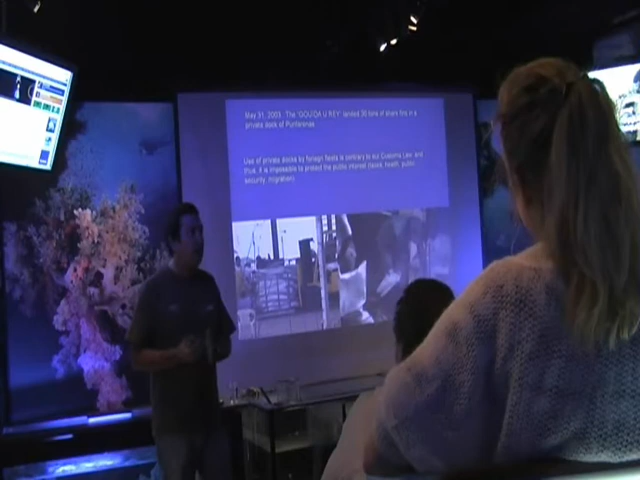 May 31, 2003. The 'GOUDA U REY' landed 30 tons of shark fins in a
private dock of Puntarenas
Use of private docks by foreign fleets is contrary to our Customs Law, and
thus, it is impossible to protect the public interest (taxes, health, public
security, migration)